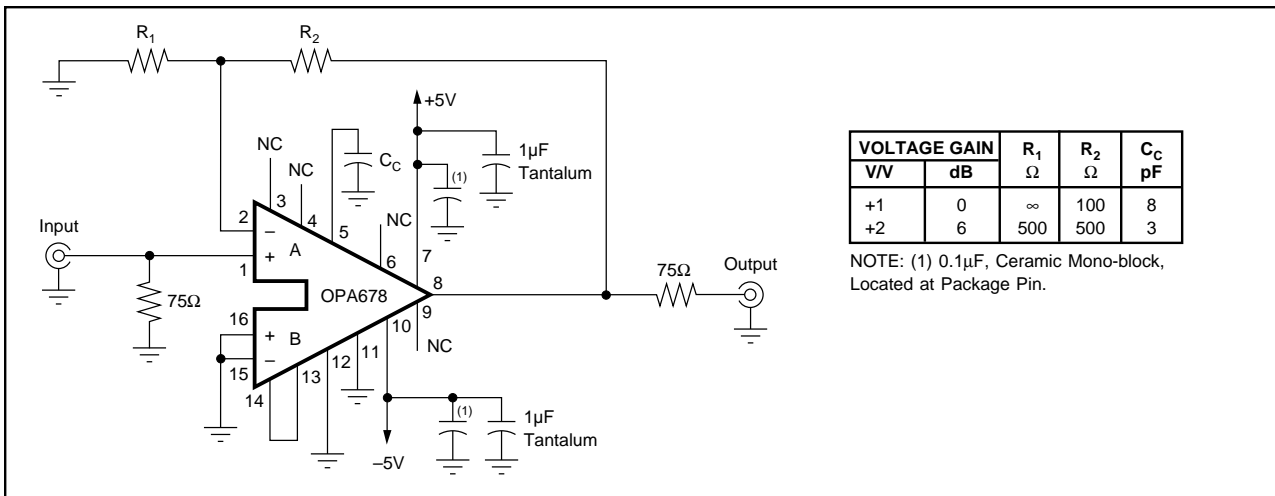 R1
R2
+5V
NC
NC
CC
(1)
1µF
Tantalum
Input
2
3
4
5
NC
–
A
+
1
6
7
75Ω
OPA678
8
9
75Ω
Output
16
+
B
–
15
14
13
12
11
10
NC
(1)
1µF
Tantalum
–5V
VOLTAGE GAIN R1 R2 CC
V/V dB Ω Ω pF
+1 0 ∞ 100 8
+2 6 500 500 3
NOTE: (1) 0.1µF, Ceramic Mono-block,
Located at Package Pin.